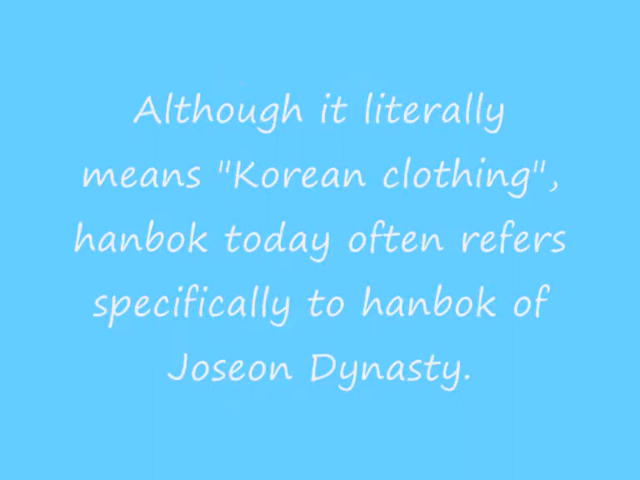 Although it literally
means "Korean clothing",
hanbok today often refers
specifically to hanbok of
Joseon Dynasty.